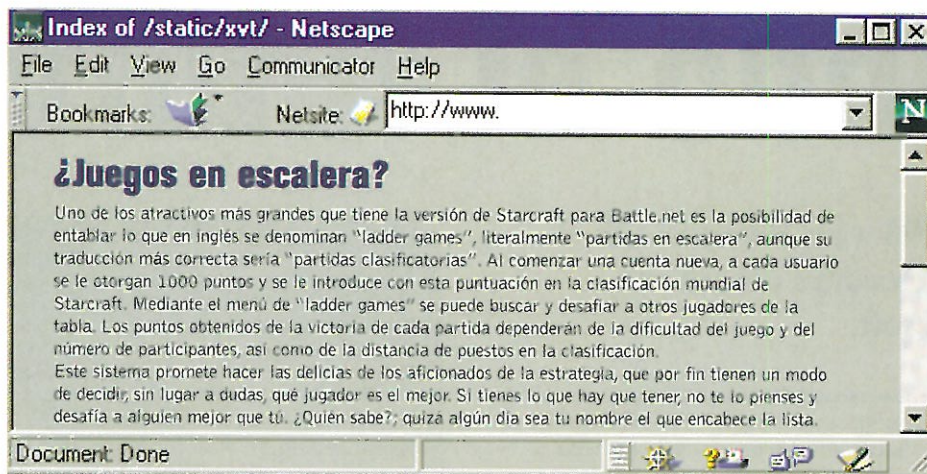 Index of /static/xvt/ - Netscape
File Edit View Go Communicator Help
Bookmarks: Netsite: http://www. N
¿Juegos en escalera?
Uno de los atractivos más grandes que tiene la versión de Starcraft para Battle.net es la posibilidad de
entablar lo que en inglés se denominan "ladder games", literalmente "partidas en escalera", aunque su
traducción más correcta sería "partidas clasificatorias". Al comenzar una cuenta nueva, a cada usuario
se le otorgan 1000 puntos y se le introduce con esta puntuación en la clasificación mundial de
Starcraft. Mediante el menú de "ladder games" se puede buscar y desafiar a otros jugadores de la
tabla. Los puntos obtenidos de la victoria de cada partida dependerán de la dificultad del juego y del
número de participantes, así como de la distancia de puestos en la clasificación.
Este sistema promete hacer las delicias de los aficionados de la estrategia, que por fin tienen un modo
de decidir, sin lugar a dudas, qué jugador es el mejor. Si tienes lo que hay que tener, no te lo pienses y
desafía a alguien mejor que tú. ¿Quién sabe?; quizá algún día sea tu nombre el que encabece la lista.
Document: Done